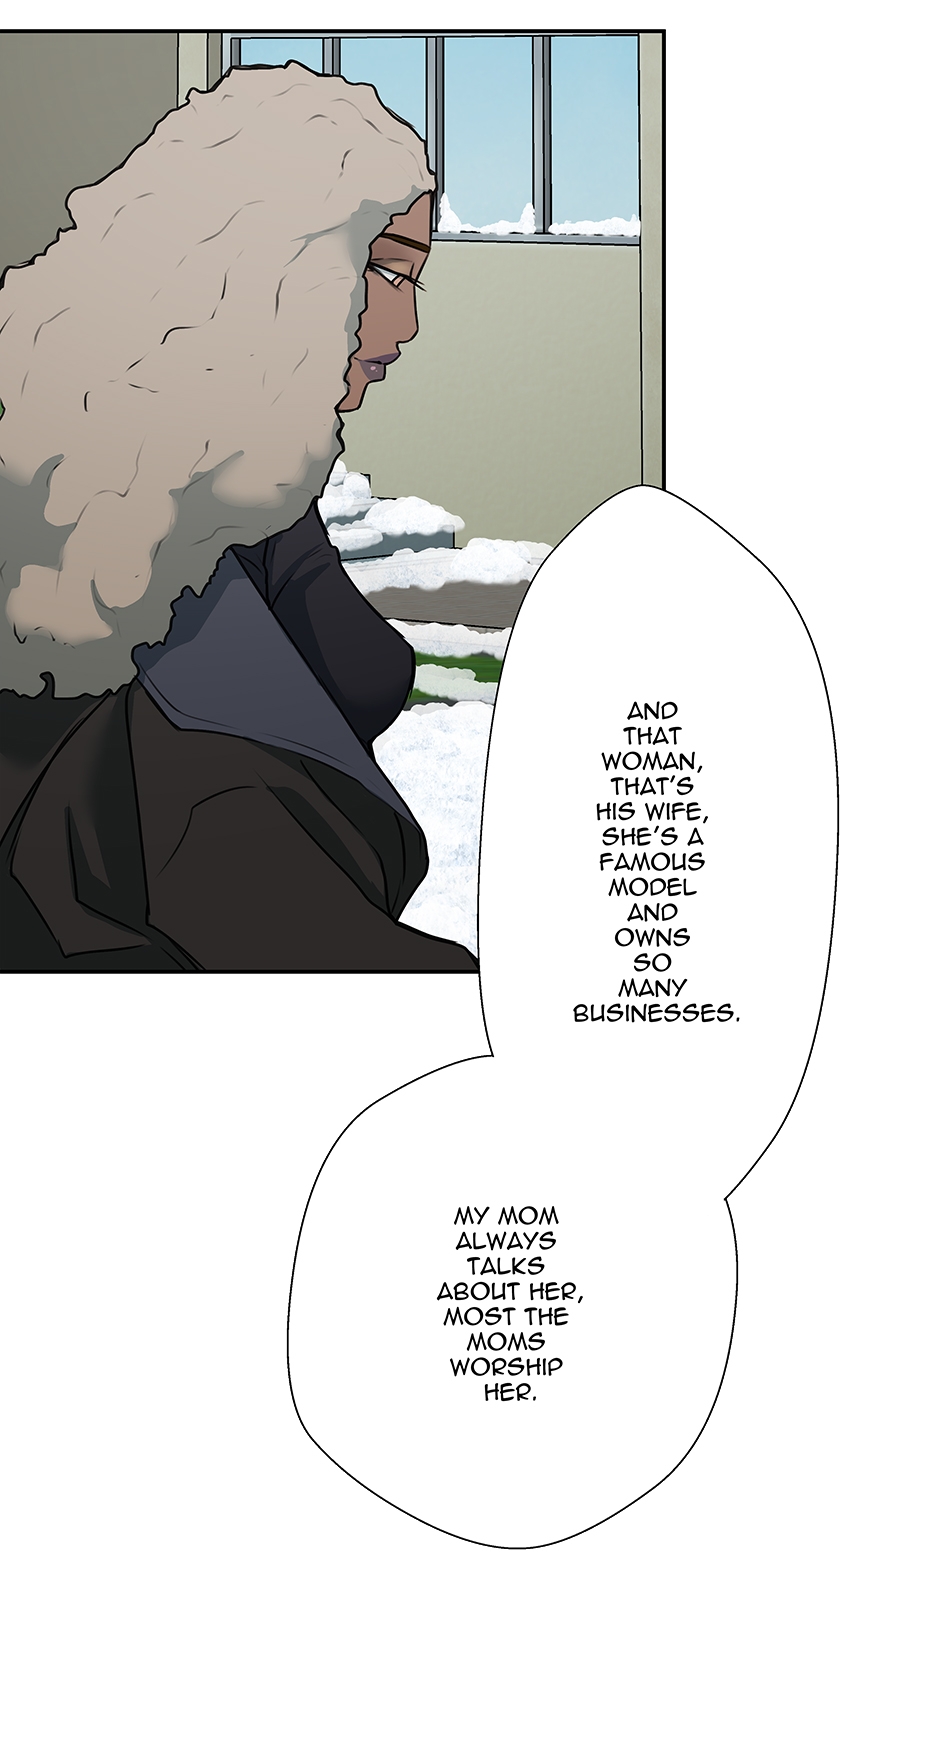 AND
THAT
WOMAN,
THAT'S
HIS WIFE,
SHE'S A
FAMOUS
MODEL
AND
OWNS
SO
MANY
BUSINESSES.
MY MOM
ALWAYS
TALKS
ABOUT HER,
MOST THE
MOMS
WORSHIP
HER.